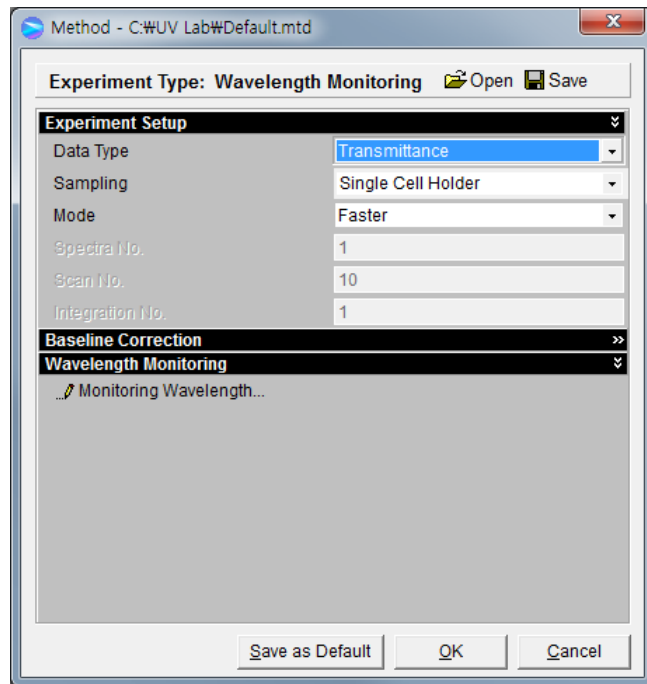 Method - C:₩UV Lab₩Default.mtd
Experiment Type: Wavelength Monitoring Open Save
Experiment Setup
Data Type Transmittance
Sampling Single Cell Holder
Mode Faster
Spectra No. 1
Scan No. 10
Integration No. 1
Baseline Correction
Wavelength Monitoring
Monitoring Wavelength...
Save as Default OK Cancel